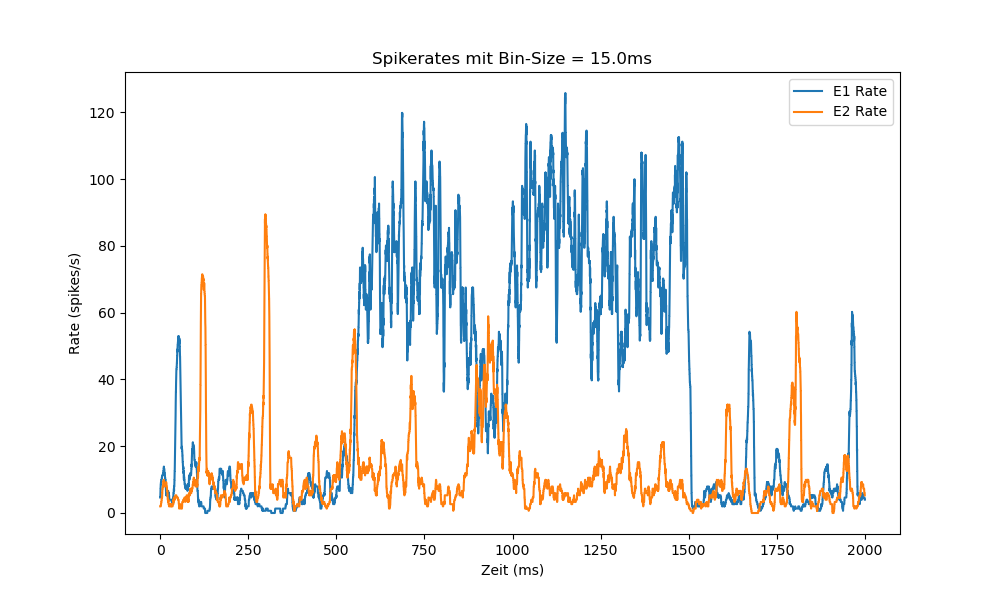 Spikerates mit Bin-Size = 15.0ms
E1 Rate
E2 Rate
120
100
80
60
40
20
0
Rate (spikes/s)
0 250 500 750 1000 1250 1500 1750 2000
Zeit (ms)